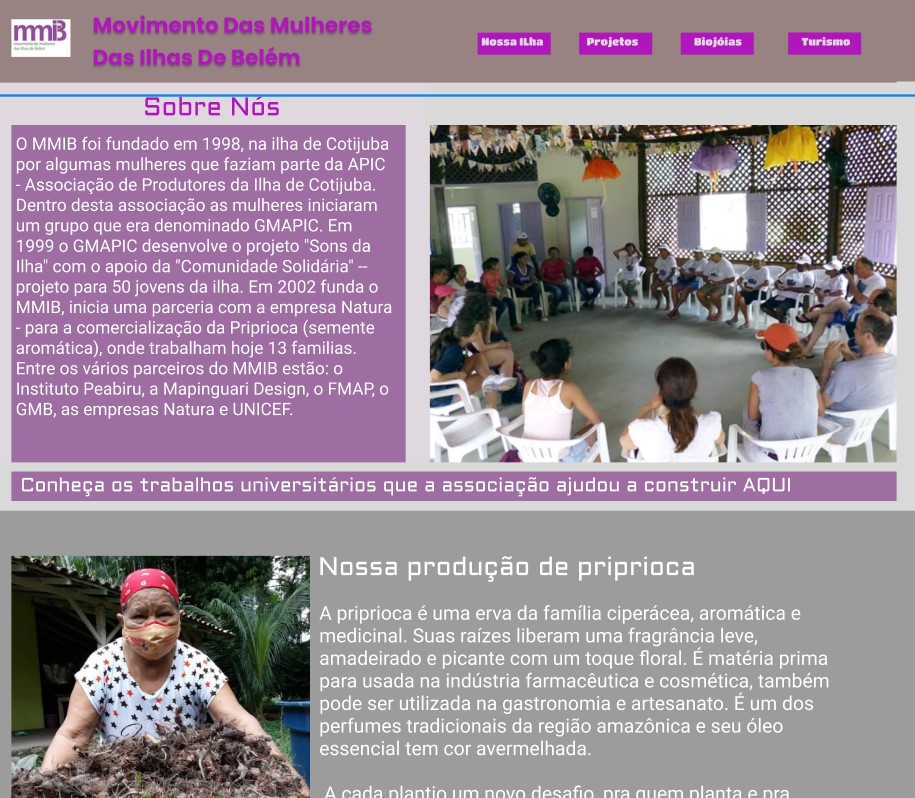 mmiB
movimento de mulheres
das ilhas de Belém
Movimento Das Mulheres
Das Ilhas De Belém
Nossa ILha
Projetos
Biojóias
Turismo
Sobre Nós
O MMIB foi fundado em 1998, na ilha de Cotijuba
por algumas mulheres que faziam parte da APIC
- Associação de Produtores da Ilha de Cotijuba.
Dentro desta associação as mulheres iniciaram
um grupo que era denominado GMAPIC. Em
1999 o GMAPIC desenvolve o projeto "Sons da
Ilha" com o apoio da "Comunidade Solidária" --
projeto para 50 jovens da ilha. Em 2002 funda o
MMIB, inicia uma parceria com a empresa Natura
- para a comercialização da Priprioca (semente
aromática), onde trabalham hoje 13 familias.
Entre os vários parceiros do MMIB estão: o
Instituto Peabiru, a Mapinguari Design, o FMAP, o
GMB, as empresas Natura e UNICEF.
Conheça os trabalhos universitários que a associação ajudou a construir AQUI
Nossa produção de priprioca
A priprioca é uma erva da família ciperácea, aromática e
medicinal. Suas raízes liberam uma fragrância leve,
amadeirado e picante com um toque floral. É matéria prima
para usada na indústria farmacêutica e cosmética, também
pode ser utilizada na gastronomia e artesanato. É um dos
perfumes tradicionais da região amazônica e seu óleo
essencial tem cor avermelhada.
A cada plantio um novo desafio, pra quem planta e pra